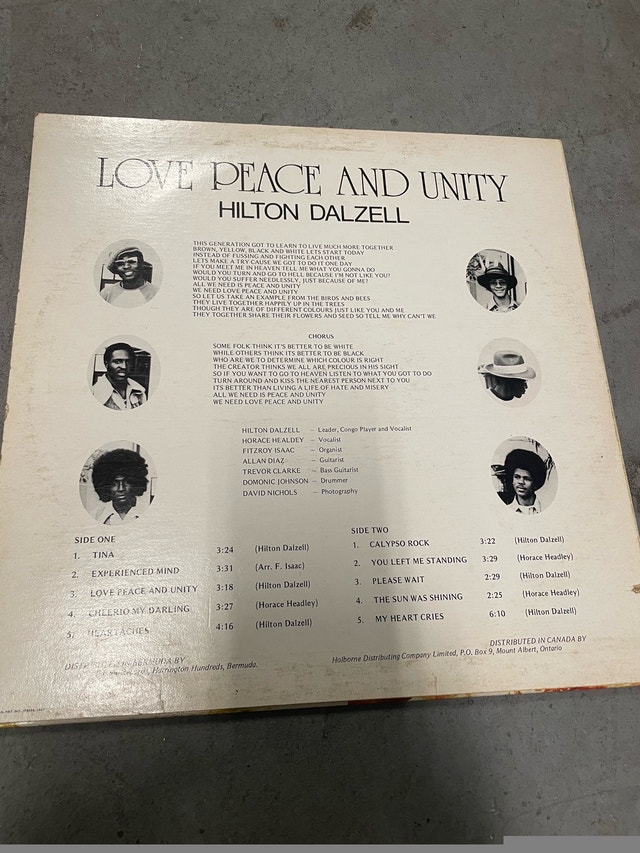 LOVE PEACE AND UNITY
HILTON DALZELL
THIS GENERATION GOT TO LEARN TO LIVE MUCH MORE TOGETHER
BROWN, YELLOW, BLACK AND WHITE LETS START TODAY
INSTEAD OF FUSSING AND FIGHTING EACH OTHER
LETS MAKE A TRY CAUSE WE GOT TO DO IT ONE DAY
IF YOU MEET ME IN HEAVEN TELL ME WHAT YOU GONNA DO
WOULD YOU TURN AND GO TO HELL BECAUSE I'M NOT LIKE YOU?
WOULD YOU SUFFER NEEDLESSLY, JUST BECAUSE OF ME?
ALL WE NEED IS PEACE AND UNITY
WE NEED LOVE PEACE AND UNITY
SO LET US TAKE AN EXAMPLE FROM THE BIRDS AND BEES
THEY LIVE TOGETHER HAPPILY UP IN THE TREES
THOUGH THEY ARE OF DIFFERENT COLOURS JUST LIKE YOU AND ME
THEY TOGETHER SHARE THEIR FLOWERS AND SEED SO TELL ME WHY CAN'T WE
CHORUS
SOME FOLK THINK IT'S BETTER TO BE WHITE
WHILE OTHERS THINK ITS BETTER TO BE BLACK
WHO ARE WE TO DETERMINE WHICH COLOUR IS RIGHT
THE CREATOR THINKS WE ALL ARE PRECIOUS IN HIS SIGHT
SO IF YOU WANT TO GO TO HEAVEN LISTEN TO WHAT YOU GOT TO DO
TURN AROUND AND KISS THE NEAREST PERSON NEXT TO YOU
ITS BETTER THAN LIVING A LIFE OF HATE AND MISERY
ALL WE NEED IS PEACE AND UNITY
WE NEED LOVE PEACE AND UNITY
HILTON DALZELL — Leader, Congo Player and Vocalist
HORACE HEALDEY — Vocalist
FITZROY ISAAC — Organist
ALLAN DIAZ — Guitarist
TREVOR CLARKE — Bass Guitarist
DOMONIC JOHNSON — Drummer
DAVID NICHOLS — Photography
SIDE ONE
1. TINA 3:24 (Hilton Dalzell)
2. EXPERIENCED MIND 3:31 (Arr. F. Isaac)
3. LOVE PEACE AND UNITY 3:18 (Hilton Dalzell)
4. CHEERIO MY DARLING 3:27 (Horace Headley)
5. HEARTACHES 4:16 (Hilton Dalzell)
SIDE TWO
1. CALYPSO ROCK 3:22 (Hilton Dalzell)
2. YOU LEFT ME STANDING 3:29 (Horace Headley)
3. PLEASE WAIT 2:29 (Hilton Dalzell)
4. THE SUN WAS SHINING 2:25 (Horace Headley)
5. MY HEART CRIES 6:10 (Hilton Dalzell)
DISTRIBUTED IN BERMUDA BY
Harrington Hundreds, Bermuda.
DISTRIBUTED IN CANADA BY
Holborne Distributing Company Limited, P.O. Box 9, Mount Albert, Ontario